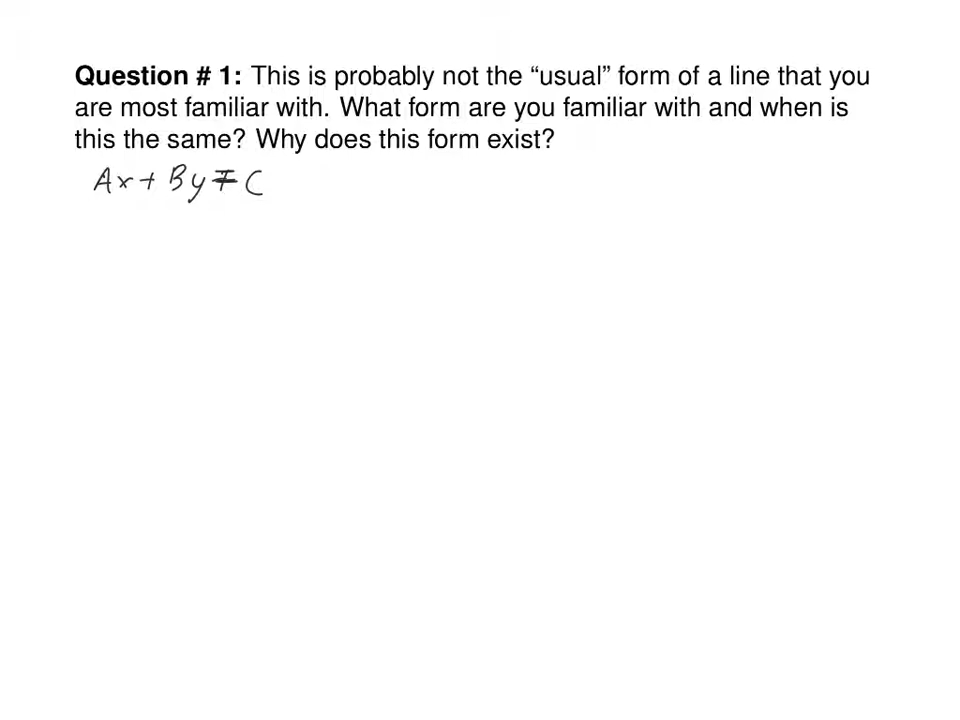 Question # 1: This is probably not the “usual” form of a line that you
are most familiar with. What form are you familiar with and when is
this the same? Why does this form exist?
Ax + By = C